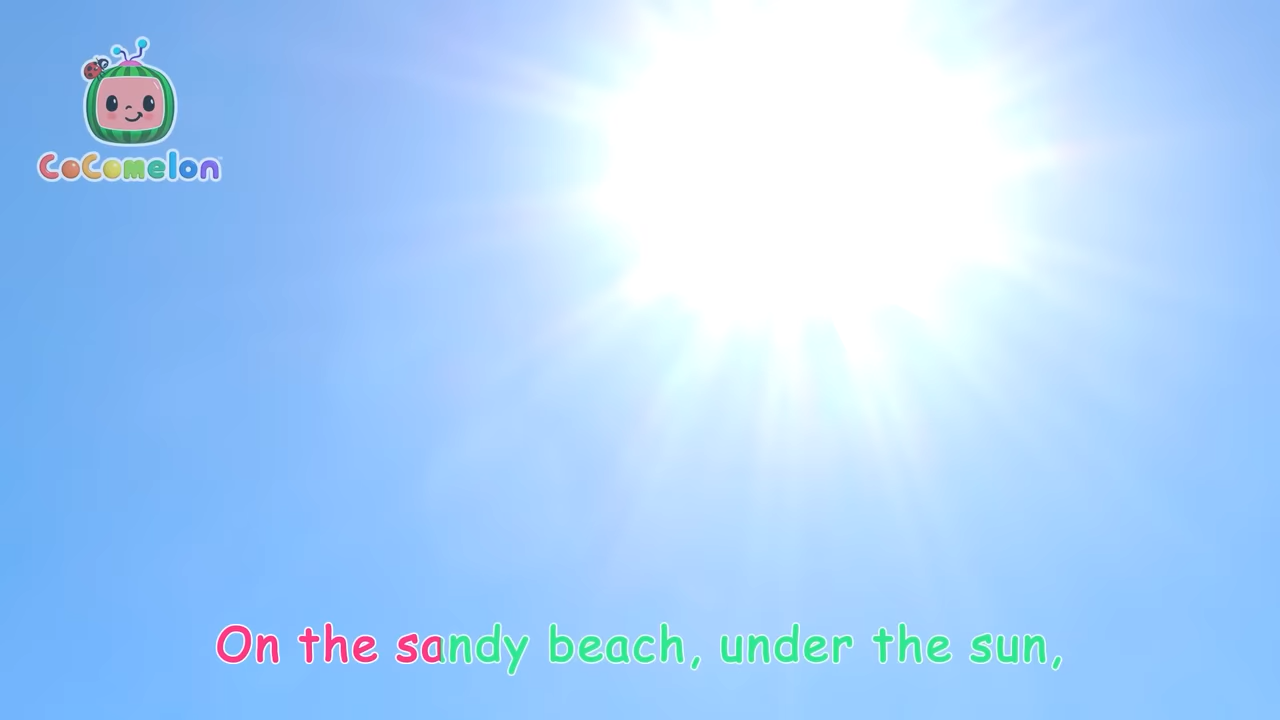 CoComelon
On the sandy beach, under the sun,